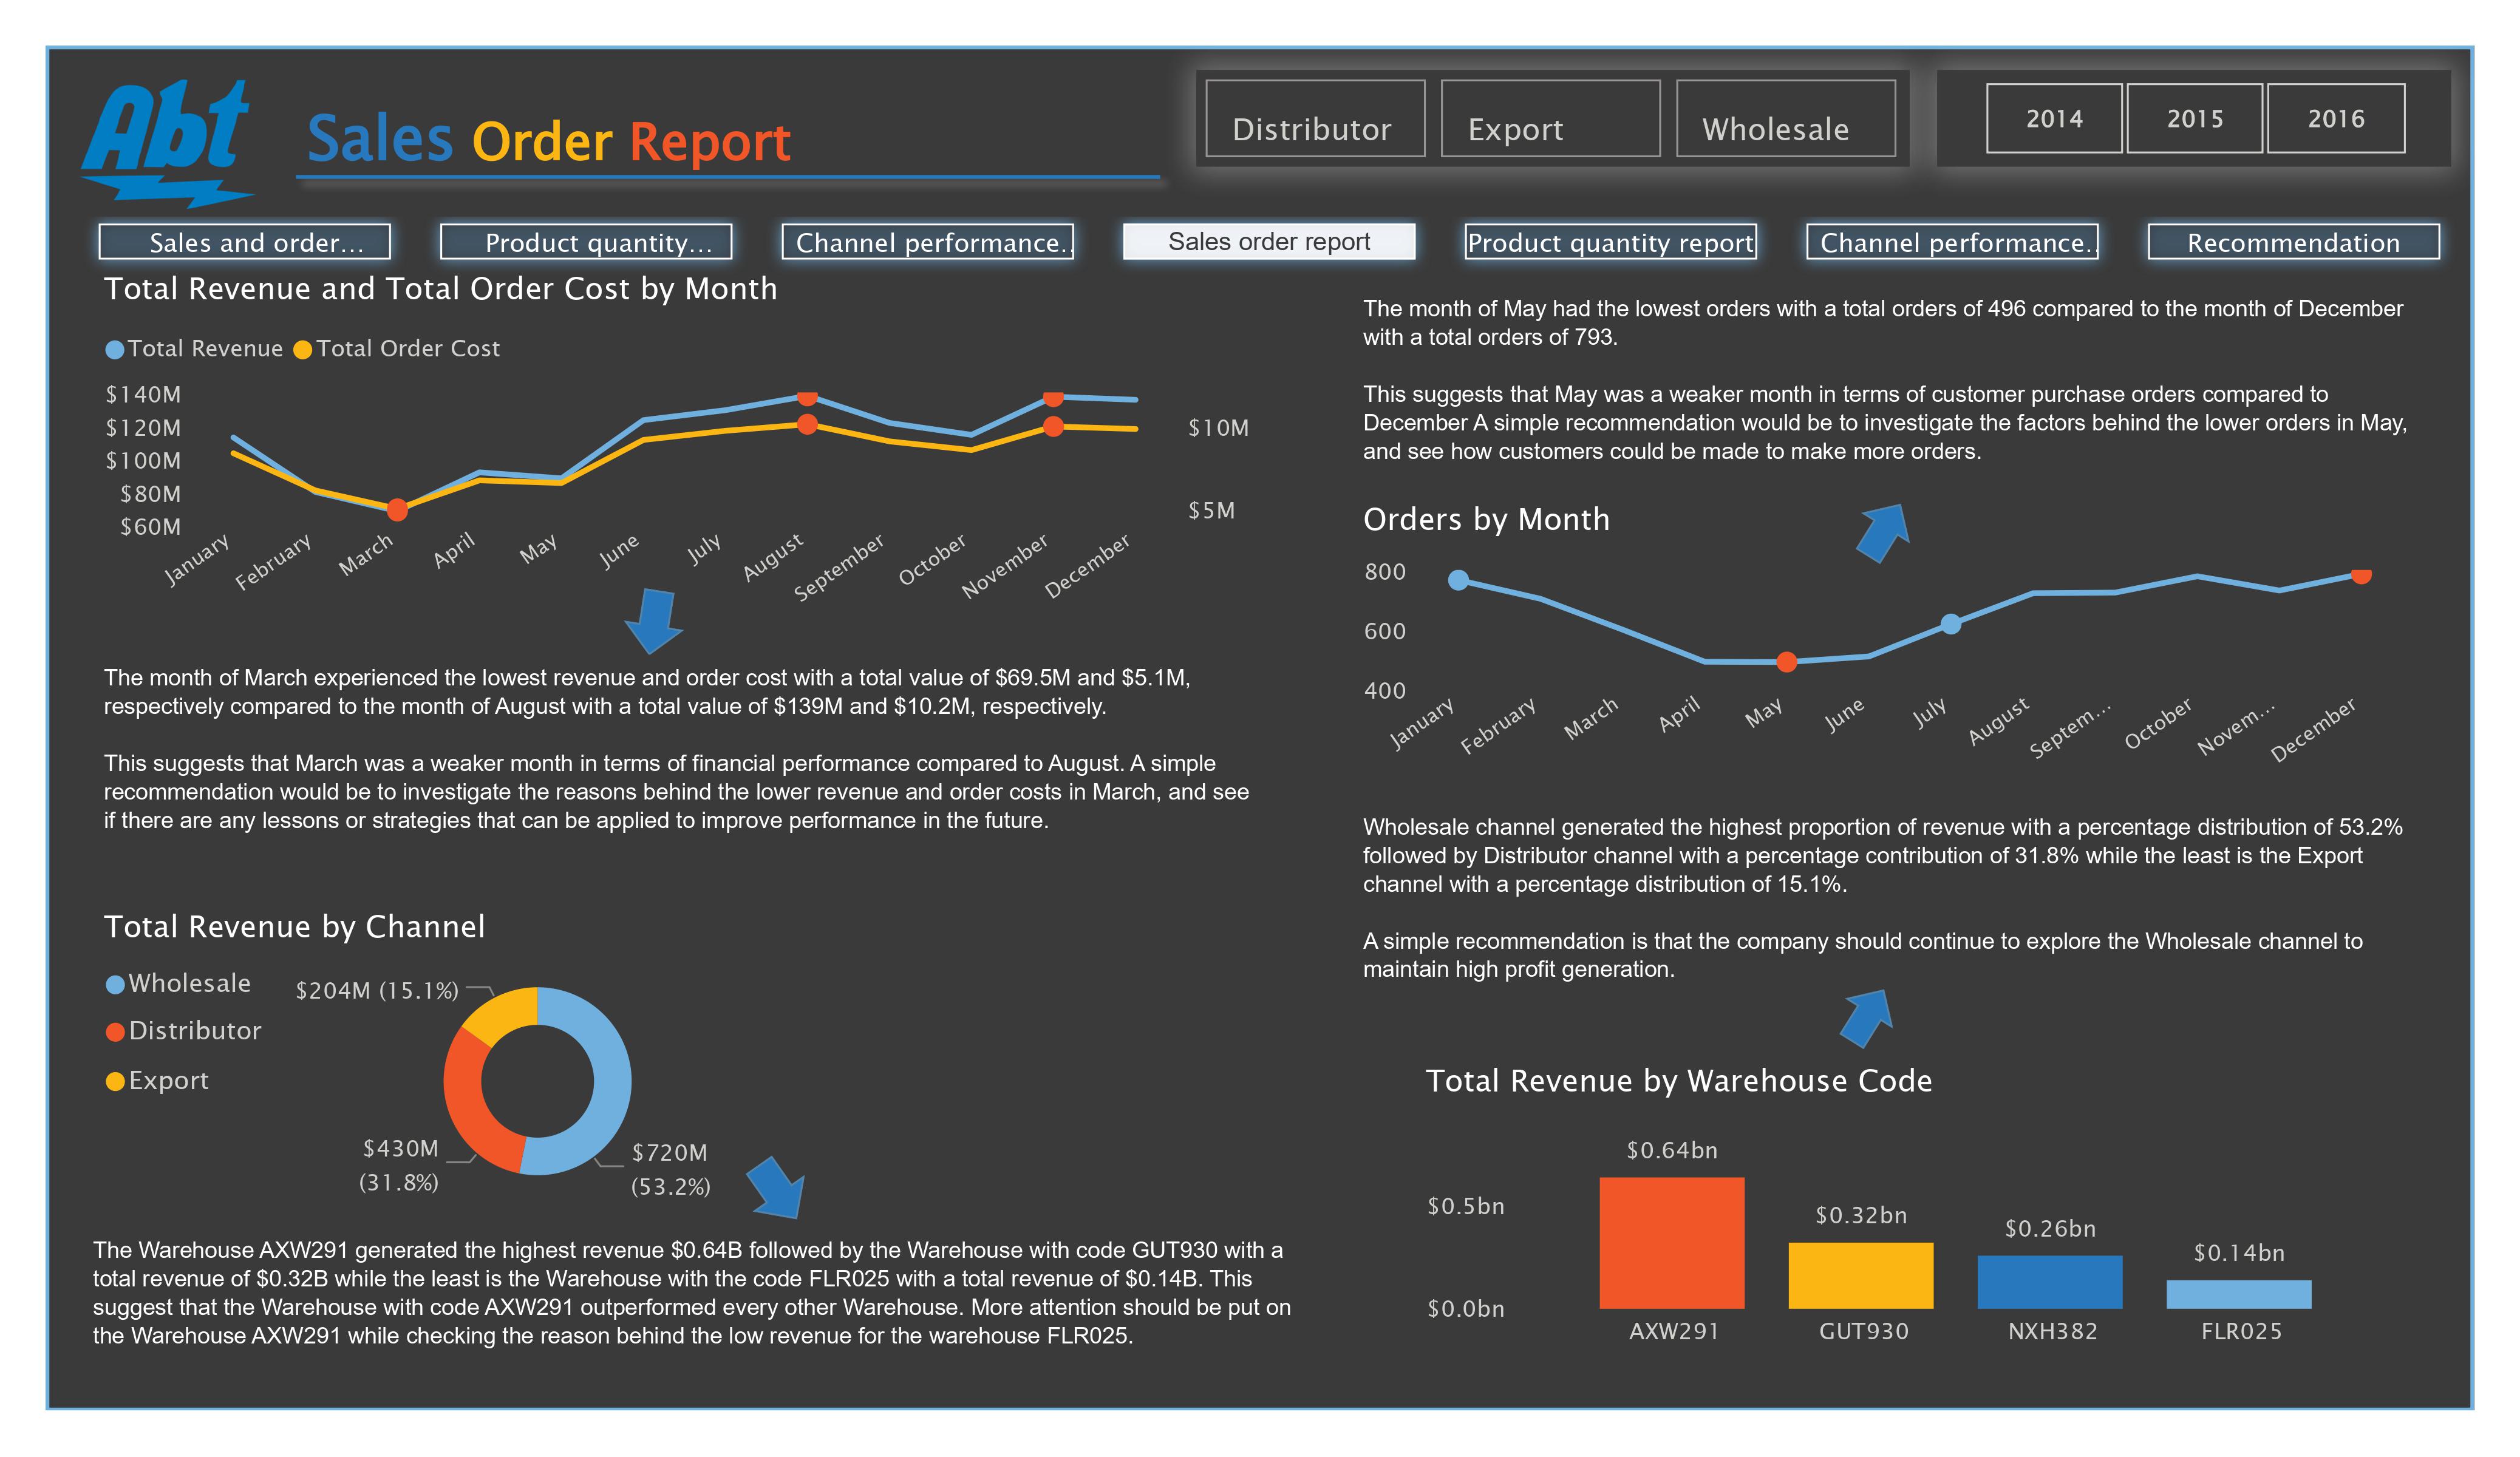 Abt
Sales Order Report
Distributor
Export
Wholesale
2014
2015
2016
Sales and order...
Product quantity...
Channel performance..
Sales order report
Product quantity report
Channel performance..
Recommendation
Total Revenue and Total Order Cost by Month
Total Revenue
Total Order Cost
$140M
$120M
$100M
$80M
$60M
$10M
$5M
January
February
March
April
May
June
July
August
September
October
November
December
The month of March experienced the lowest revenue and order cost with a total value of $69.5M and $5.1M,
respectively compared to the month of August with a total value of $139M and $10.2M, respectively.
This suggests that March was a weaker month in terms of financial performance compared to August. A simple
recommendation would be to investigate the reasons behind the lower revenue and order costs in March, and see
if there are any lessons or strategies that can be applied to improve performance in the future.
The month of May had the lowest orders with a total orders of 496 compared to the month of December
with a total orders of 793.
This suggests that May was a weaker month in terms of customer purchase orders compared to
December A simple recommendation would be to investigate the factors behind the lower orders in May,
and see how customers could be made to make more orders.
Orders by Month
800
600
400
January
February
March
April
May
June
July
August
Septem...
October
Novem...
December
Total Revenue by Channel
Wholesale
Distributor
Export
$204M (15.1%)
$430M
(31.8%)
$720M
(53.2%)
The Warehouse AXW291 generated the highest revenue $0.64B followed by the Warehouse with code GUT930 with a
total revenue of $0.32B while the least is the Warehouse with the code FLR025 with a total revenue of $0.14B. This
suggest that the Warehouse with code AXW291 outperformed every other Warehouse. More attention should be put on
the Warehouse AXW291 while checking the reason behind the low revenue for the warehouse FLR025.
Wholesale channel generated the highest proportion of revenue with a percentage distribution of 53.2%
followed by Distributor channel with a percentage contribution of 31.8% while the least is the Export
channel with a percentage distribution of 15.1%.
A simple recommendation is that the company should continue to explore the Wholesale channel to
maintain high profit generation.
Total Revenue by Warehouse Code
$0.5bn
$0.0bn
$0.64bn
$0.32bn
$0.26bn
$0.14bn
AXW291
GUT930
NXH382
FLR025